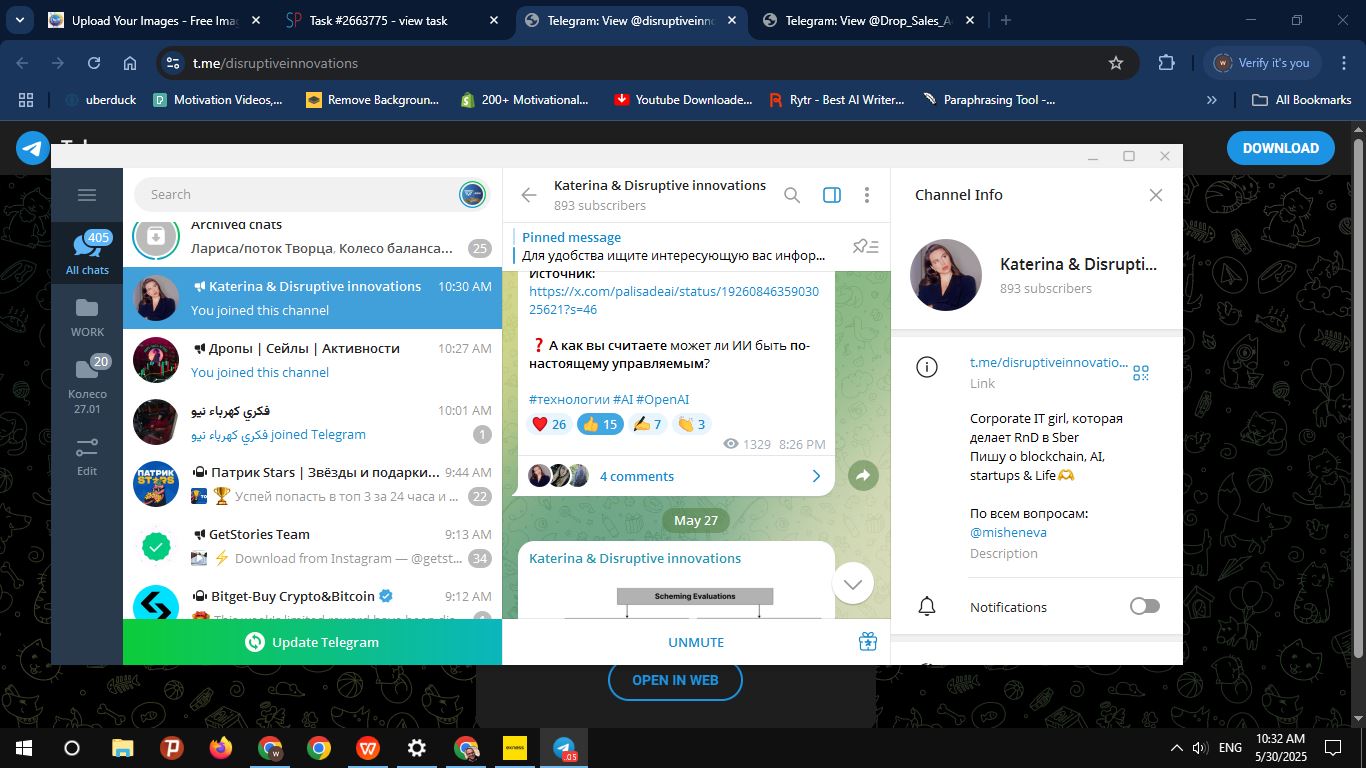 Upload Your Images - Free Ima
Task #2663775 - view task
Telegram: View @disruptiveinno
Telegram: View @Drop_Sales_A
t.me/disruptiveinnovations
Verify it's you
uberduck
Motivation Videos,...
Remove Backgroun...
200+ Motivational...
Youtube Downloade...
Rytr - Best AI Writer...
Paraphrasing Tool -...
All Bookmarks
DOWNLOAD
405
All chats
WORK
20
Колесо
27.01
Edit
Search
Archived chats
Лариса/поток Творца, Колесо баланса...
25
Katerina & Disruptive innovations
10:30 AM
You joined this channel
Дропы | Сейлы | Активности
10:27 AM
You joined this channel
فكري كهرباء نيو
10:01 AM
فكري كهرباء نيو joined Telegram
1
Патрик Stars | Звёзды и подарки...
9:44 AM
🏆 Успей попасть в топ 3 за 24 часа и ...
22
GetStories Team
9:13 AM
⚡ Download from Instagram — @getst...
34
Bitget-Buy Crypto&Bitcoin
9:12 AM
Update Telegram
Katerina & Disruptive innovations
893 subscribers
Pinned message
Для удобства ищите интересующую вас инфор...
Источник:
https://x.com/palisadeai/status/19260846359030
25621?s=46
❓ А как вы считаете может ли ИИ быть по-
настоящему управляемым?
#технологии #AI #OpenAI
❤️ 26
👍 15
✍️ 7
👏 3
1329 8:26 PM
4 comments
May 27
Katerina & Disruptive innovations
Scheming Evaluations
UNMUTE
Channel Info
Katerina & Disrupti...
893 subscribers
t.me/disruptiveinnovatio...
Link
Corporate IT girl, которая
делает RnD в Sber
Пишу о blockchain, AI,
startups & Life🫶
По всем вопросам:
@misheneva
Description
Notifications
OPEN IN WEB
exness
.05
ENG
10:32 AM
5/30/2025